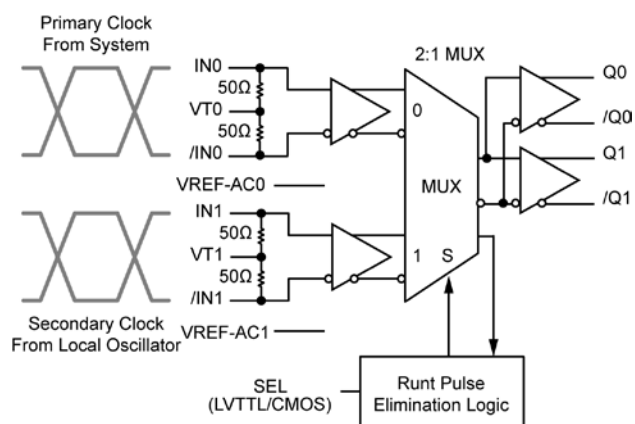 Primary Clock
From System
IN0
50Ω
VT0
50Ω
/IN0
VREF-AC0
IN1
50Ω
VT1
50Ω
/IN1
VREF-AC1
Secondary Clock
From Local Oscillator
2:1 MUX
0
MUX
1
S
Q0
/Q0
Q1
/Q1
SEL
(LVTTL/CMOS)
Runt Pulse
Elimination Logic